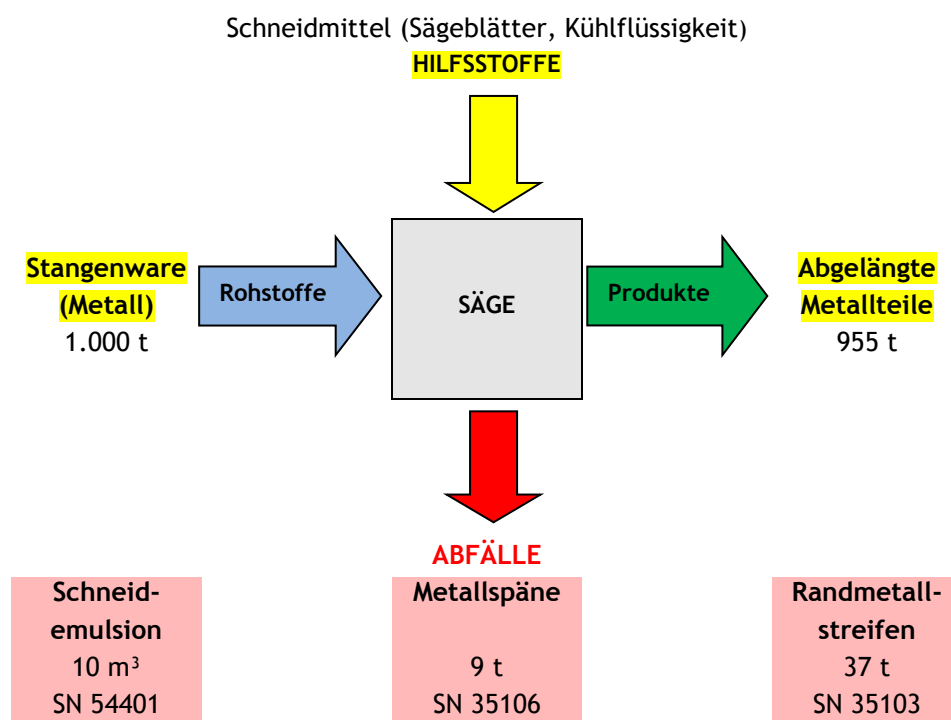 Schneidmittel (Sägeblätter, Kühlflüssigkeit)
HILFSSTOFFE
Stangenware
(Metall)
1.000 t
Rohstoffe
SÄGE
Produkte
Abgelängte
Metallteile
955 t
ABFÄLLE
Schneid-
emulsion
10 m³
SN 54401
Metallspäne
9 t
SN 35106
Randmetall-
streifen
37 t
SN 35103